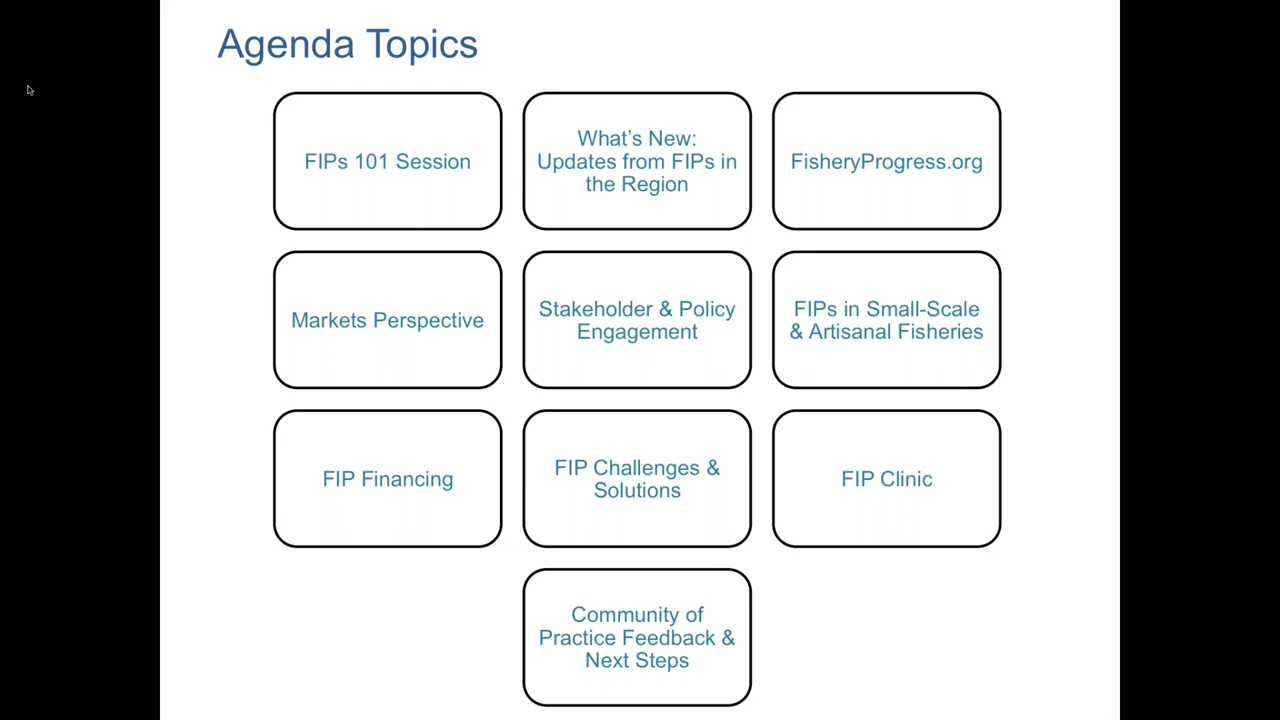 Agenda Topics
FIPs 101 Session
What's New:
Updates from FIPs in
the Region
FisheryProgress.org
Markets Perspective
Stakeholder & Policy
Engagement
FIPs in Small-Scale
& Artisanal Fisheries
FIP Financing
FIP Challenges &
Solutions
FIP Clinic
Community of
Practice Feedback &
Next Steps